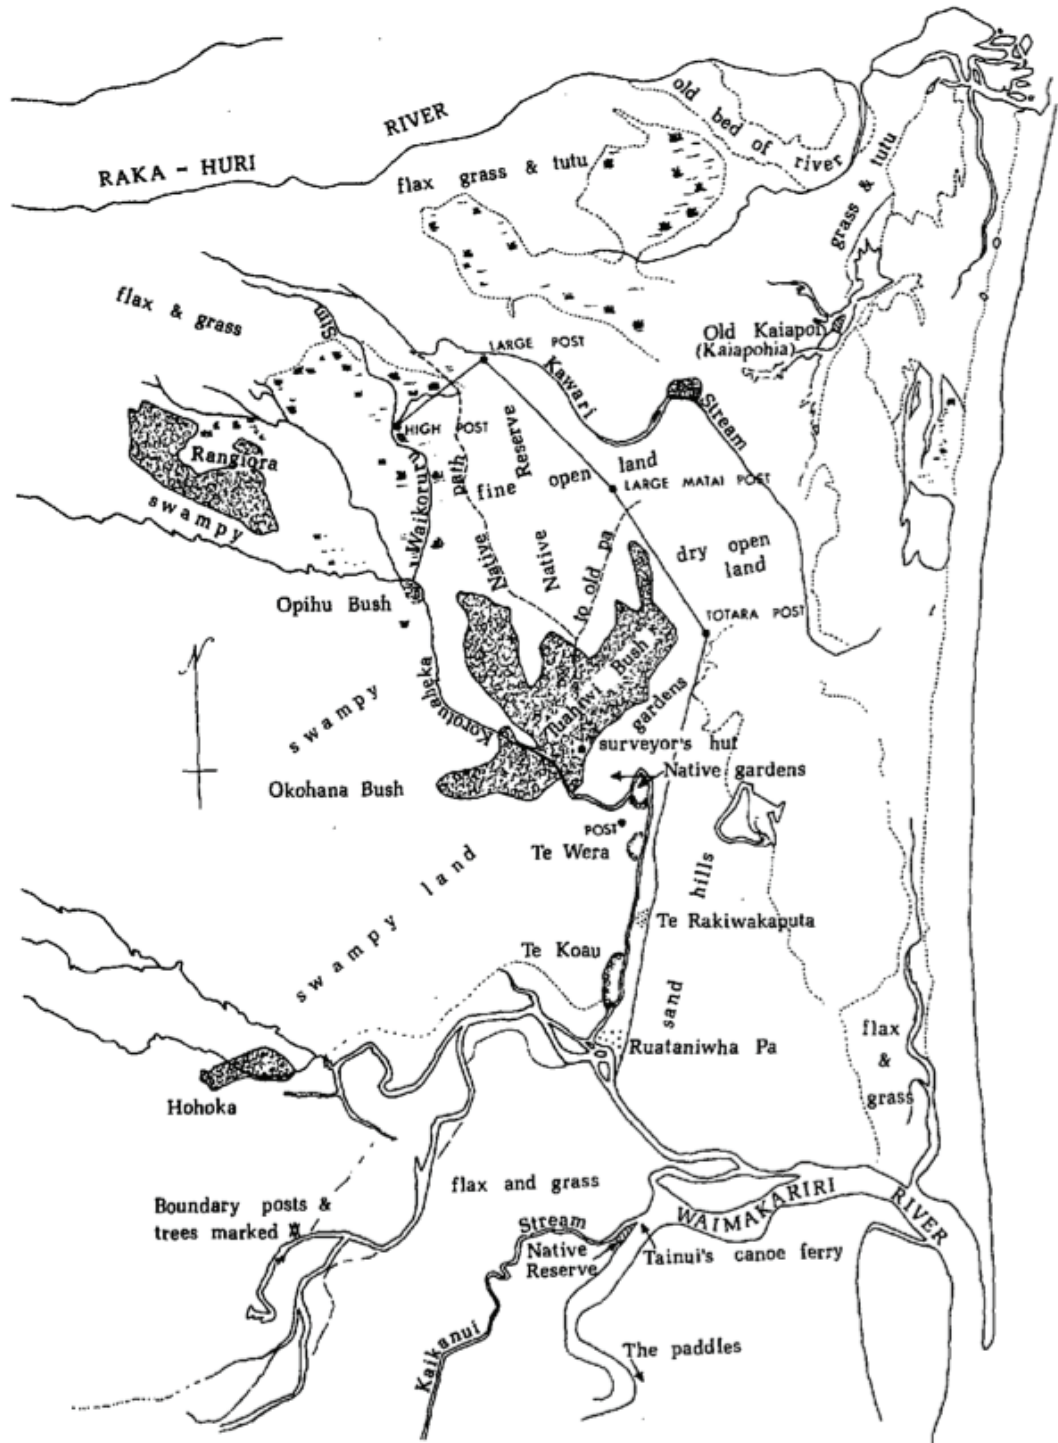 RAKA - HURI RIVER
old bed of river
flax grass & tutu
grass & tutu
flax & grass
Old Kaiapoi
(Kaiapohia)
LARGE POST
Kawari Stream
HIGH POST
Native Reserve
path
fine open land
LARGE MATAI POST
Rangiora
swampy
Waikoruru
Native
to old pa
dry open
land
Opihu Bush
TOTARA POST
Tuahiwi Bush
gardens
swampy
surveyor's hut
Native gardens
Okohana Bush
POST
Te Wera
hills
swampy land
Te Rakiwakaputa
Te Koau
sand
Ruataniwha Pa
flax
&
grass
Hohoka
flax and grass
Boundary posts &
trees marked
WAIMAKARIRI RIVER
Kaikanui Stream
Native
Reserve
Tainui's canoe ferry
The paddles